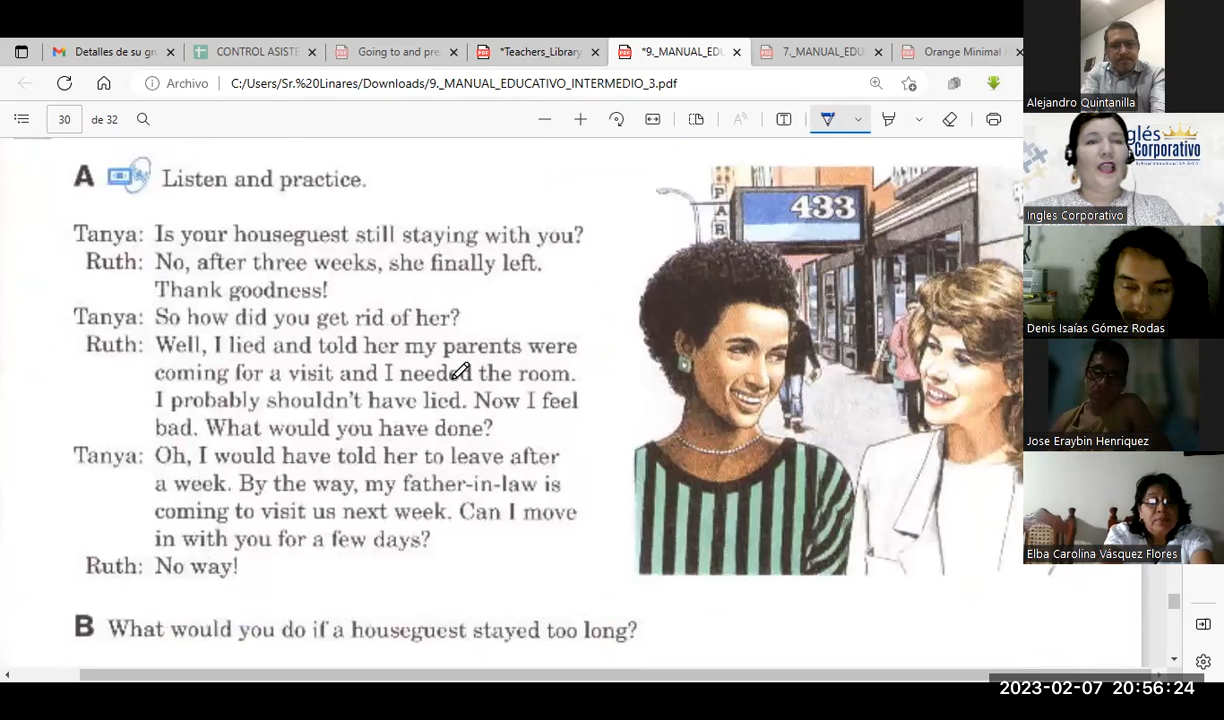 Detalles de su gr
CONTROL ASISTE
Going to and pre
*Teachers_Library
*9._MANUAL_EDU
7._MANUAL_EDU
Orange Minimal
Archivo
C:/Users/Sr.%20Linares/Downloads/9._MANUAL_EDUCATIVO_INTERMEDIO_3.pdf
30 de 32
A Listen and practice.
Tanya: Is your houseguest still staying with you?
Ruth: No, after three weeks, she finally left.
Thank goodness!
Tanya: So how did you get rid of her?
Ruth: Well, I lied and told her my parents were
coming for a visit and I needed the room.
I probably shouldn't have lied. Now I feel
bad. What would you have done?
Tanya: Oh, I would have told her to leave after
a week. By the way, my father-in-law is
coming to visit us next week. Can I move
in with you for a few days?
Ruth: No way!
B What would you do if a houseguest stayed too long?
PAR
433
Alejandro Quintanilla
glés
Corporativo
Ingles Corporativo
Denis Isaías Gómez Rodas
Jose Eraybin Henriquez
Elba Carolina Vásquez Flores
2023-02-07 20:56:24